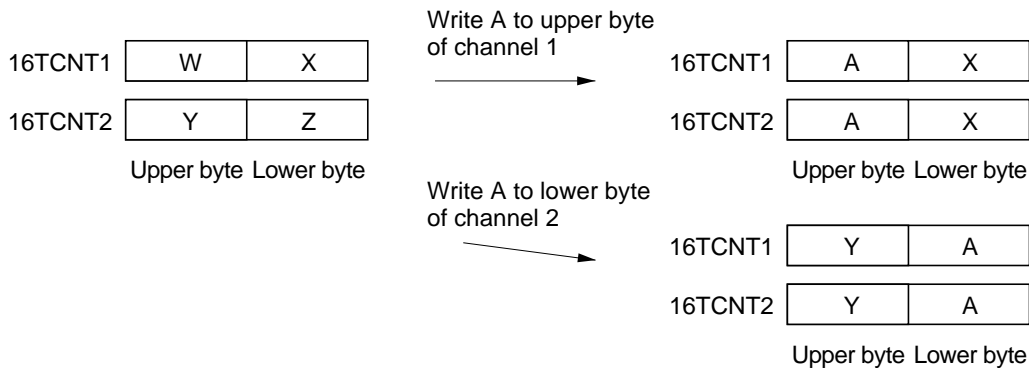 Write A to upper byte
of channel 1
16TCNT1 W X
16TCNT1 A X
16TCNT2 Y Z
16TCNT2 A X
Upper byte Lower byte
Upper byte Lower byte
Write A to lower byte
of channel 2
16TCNT1 Y A
16TCNT2 Y A
Upper byte Lower byte